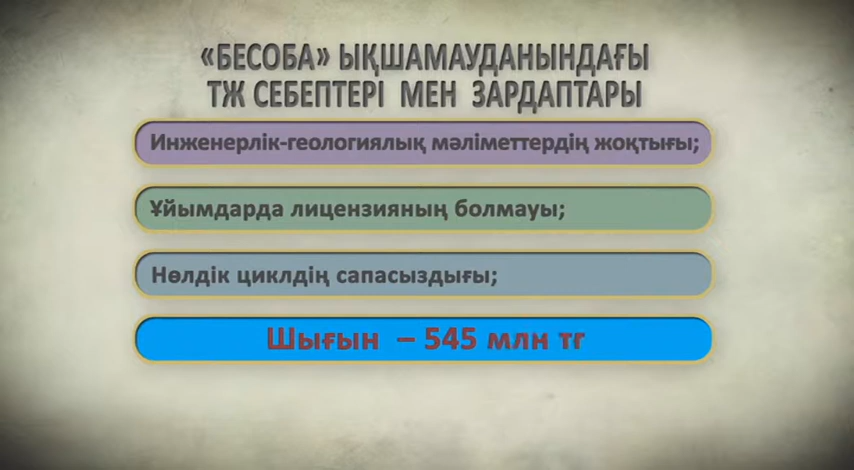 «БЕСОБА» ЫҚШАМАУДАНЫНДАҒЫ
ТЖ СЕБЕПТЕРІ МЕН ЗАРДАПТАРЫ
Инженерлік-геологиялық мәліметтердің жоқтығы;
Ұйымдарда лицензияның болмауы;
Нөлдік циклдің сапасыздығы;
Шығын – 545 млн тг